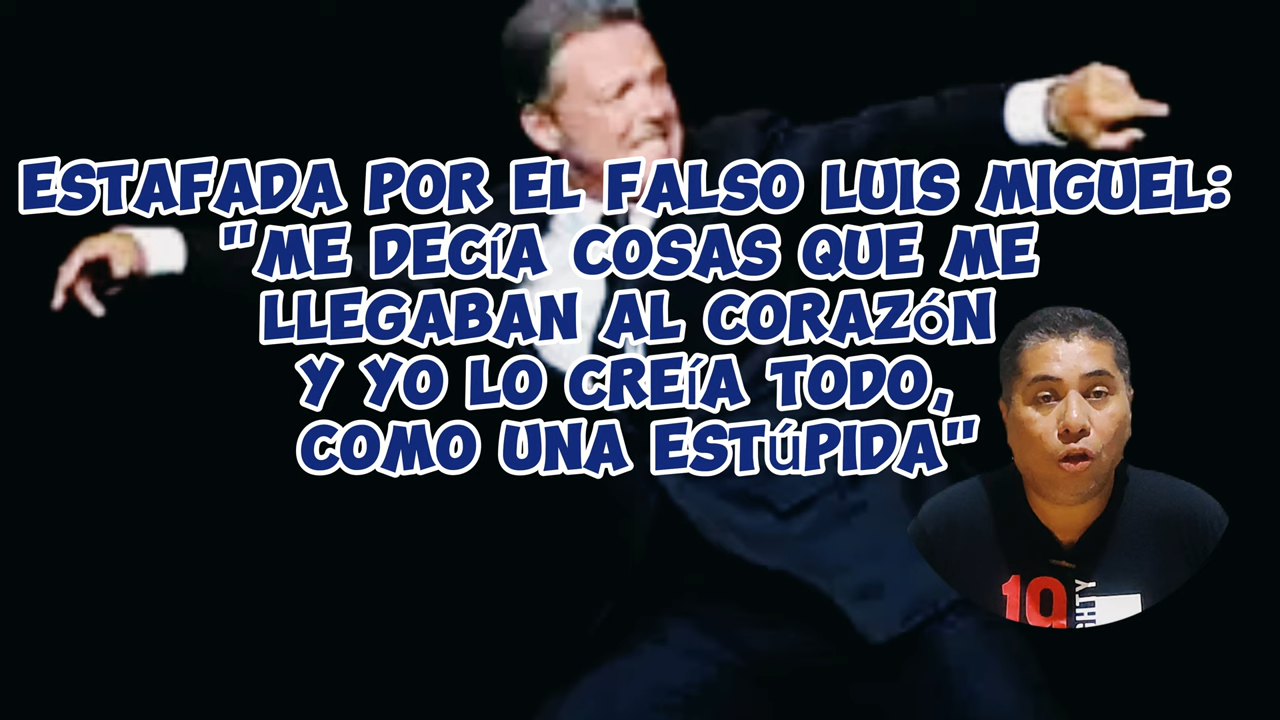 ESTAFADA POR EL FALSO LUIS MIGUEL:
"ME DECíA COSAS QUE ME
LLEGABAN AL CORAZóN
Y YO LO CREíA TODO,
COMO UNA ESTúPIDA"
19